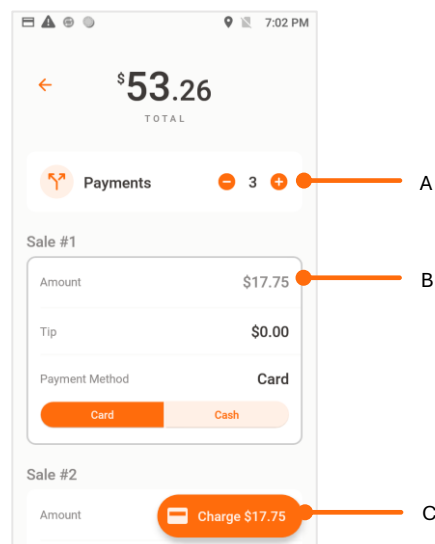 7:02 PM
$53.26
TOTAL
Payments - 3 + A
Sale #1
Amount $17.75 B
Tip $0.00
Payment Method Card
Card Cash
Sale #2
Amount Charge $17.75 C